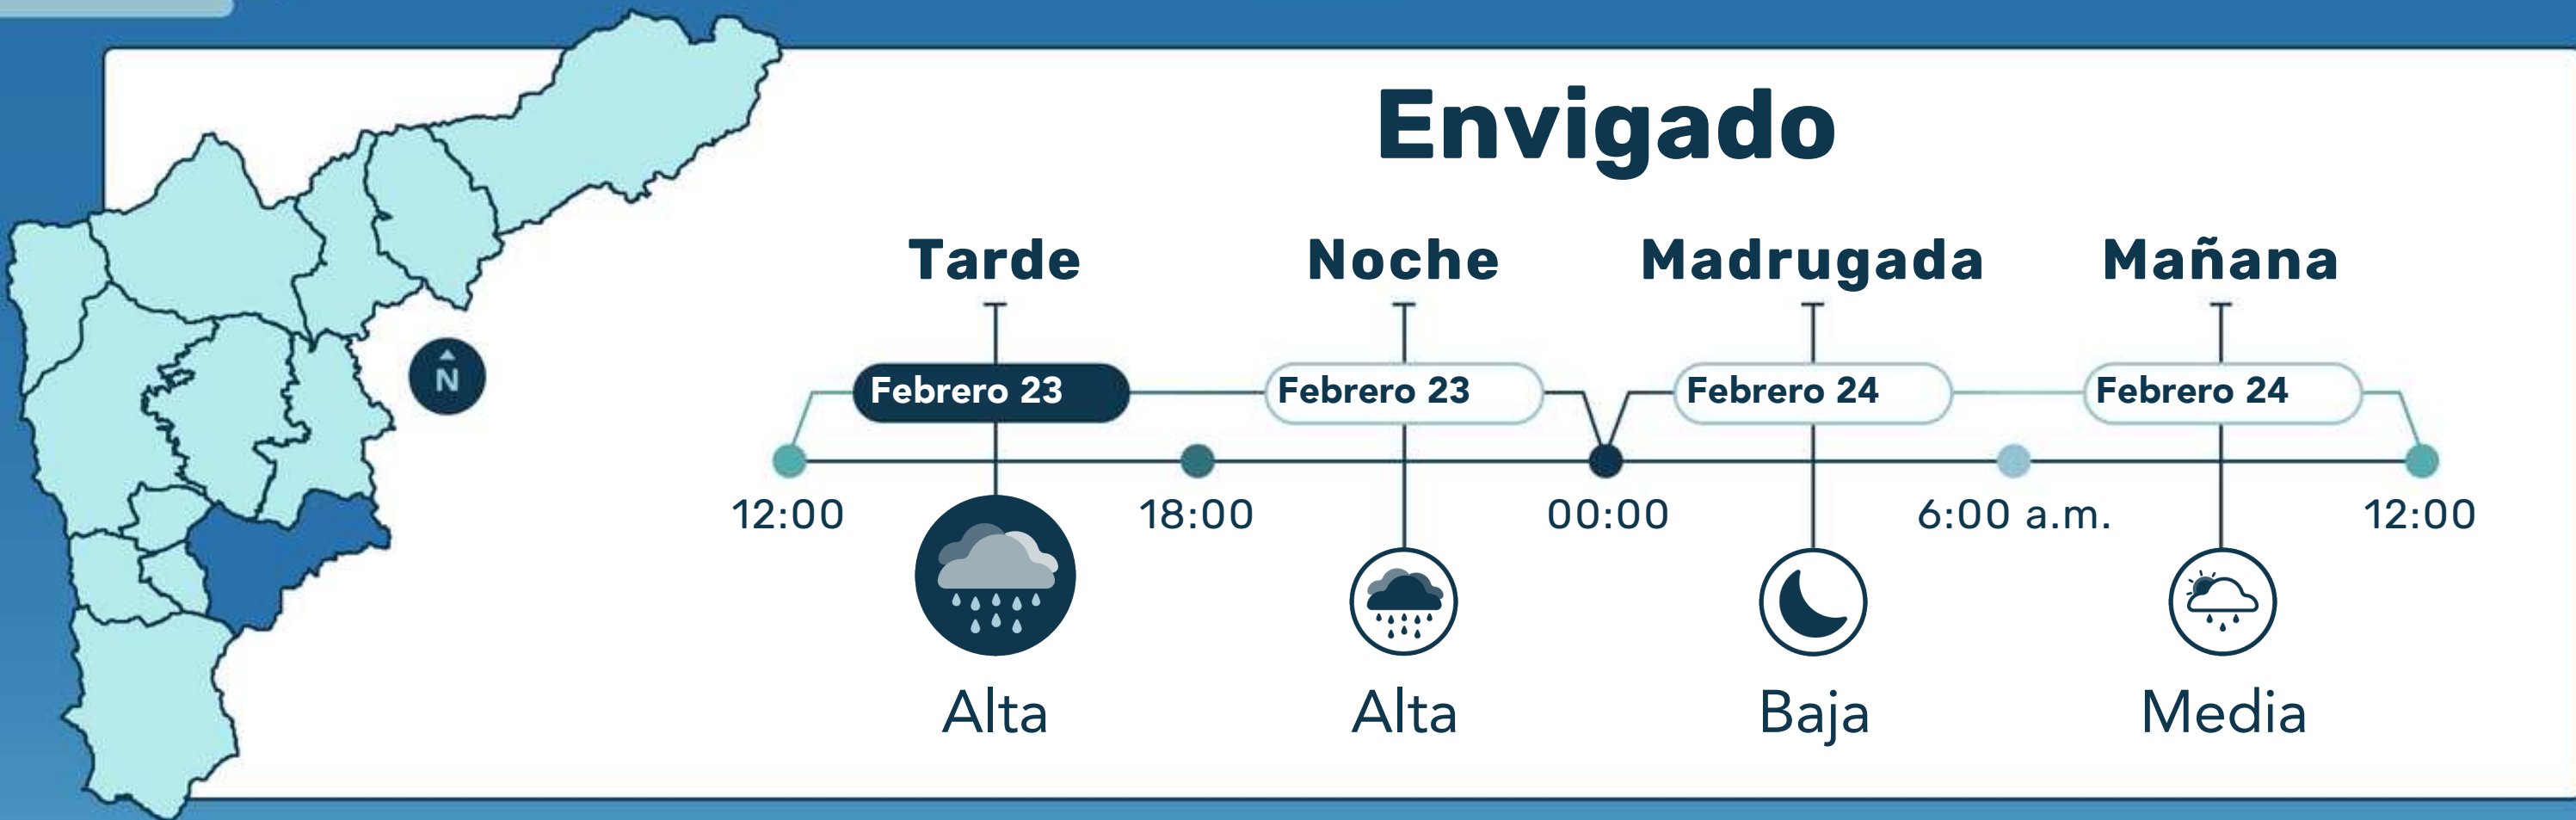 Envigado
Tarde Noche Madrugada Mañana
N
Febrero 23 Febrero 23 Febrero 24 Febrero 24
12:00 18:00 00:00 6:00 a.m. 12:00
Alta Alta Baja Media